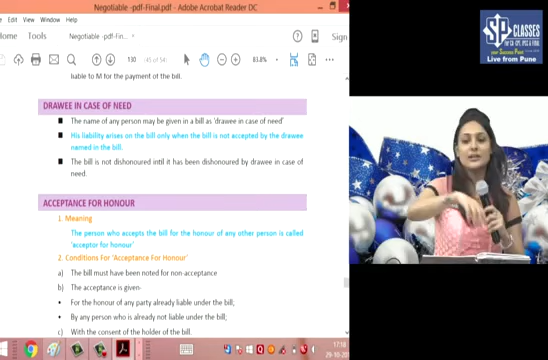 Negotiable -pdf-Final.pdf - Adobe Acrobat Reader DC
Edit View Window Help
Home Tools Negotiable -pdf-Fin... × Sign
130 (45 of 54) 83.8%
liable to M for the payment of the bill.
DRAWEE IN CASE OF NEED
The name of any person may be given in a bill as 'drawee in case of need'
His liability arises on the bill only when the bill is not accepted by the drawee
named in the bill.
The bill is not dishonoured until it has been dishonoured by drawee in case of
need.
ACCEPTANCE FOR HONOUR
1. Meaning
The person who accepts the bill for the honour of any other person is called
'acceptor for honour'
2. Conditions For 'Acceptance For Honour'
a) The bill must have been noted for non-acceptance
b) The acceptance is given-
• For the honour of any party already liable under the bill;
• By any person who is already not liable under bill;
c) With the consent of the holder of the bill.
17:18
SJP CLASSES
your Success Point
Live from Pune